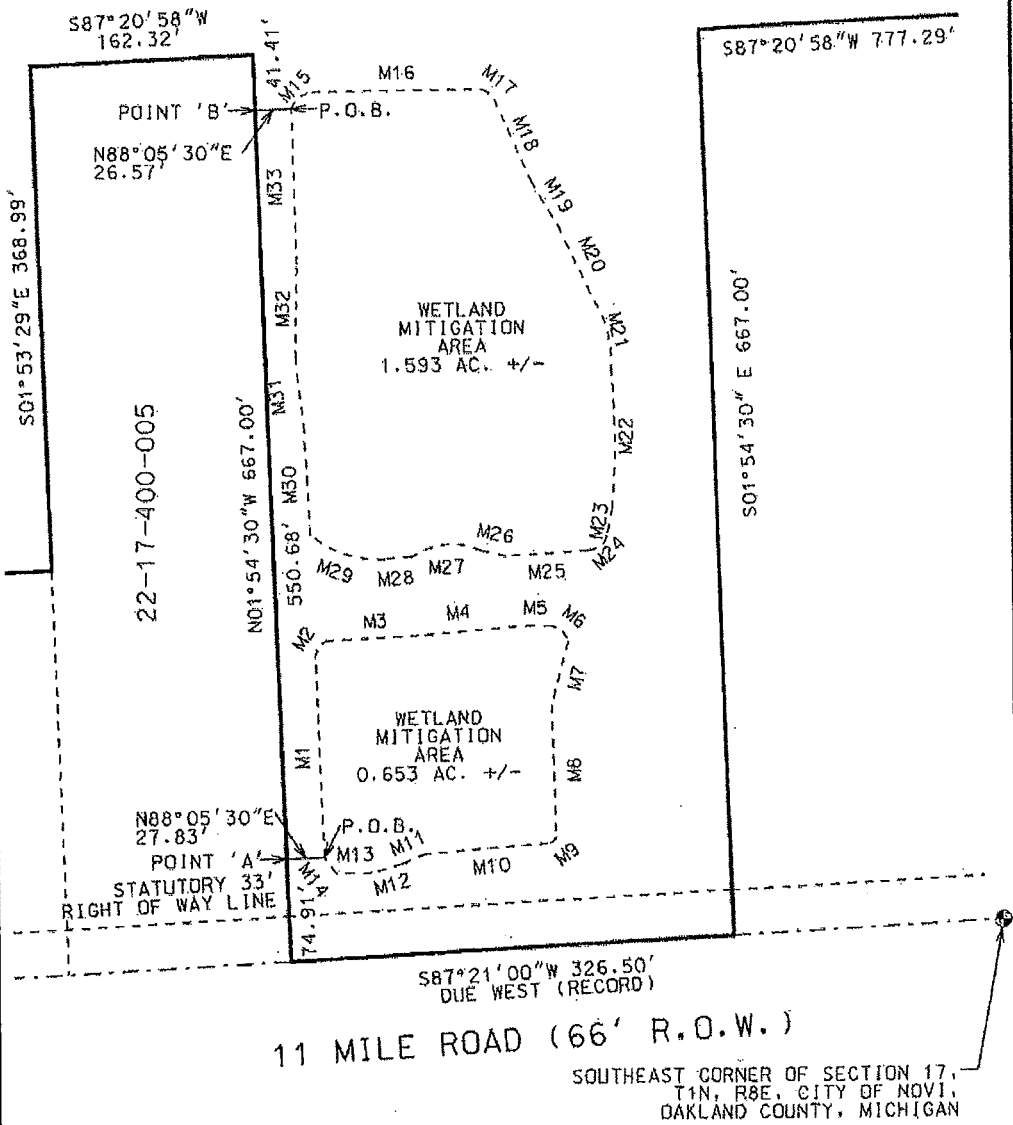 S87°20'58"W
162.32'
41.41'
S87°20'58"W 777.29'
M15
M16
M17
POINT 'B'
P.O.B.
N88°05'30"E
26.57'
M18
M33
M19
S01°53'29"E 368.99'
M20
M32
WETLAND
MITIGATION
AREA
1.593 AC. +/-
M21
S01°54'30" E 667.00'
M31
22-17-400-005
N01°54'30"W 667.00'
M22
M30
550.68'
M23
M24
M26
M29
M28
M27
M25
M2
M3
M4
M5
M6
M7
WETLAND
MITIGATION
AREA
0.653 AC. +/-
M1
M8
N88°05'30"E
27.83'
P.O.B.
POINT 'A'
M13
M11
M9
M14
M12
M10
STATUTORY 33'
RIGHT OF WAY LINE
74.91'
S87°21'00"W 326.50'
DUE WEST (RECORD)
11 MILE ROAD (66' R.O.W.)
SOUTHEAST CORNER OF SECTION 17,
T1N, R8E, CITY OF NOVI,
OAKLAND COUNTY, MICHIGAN